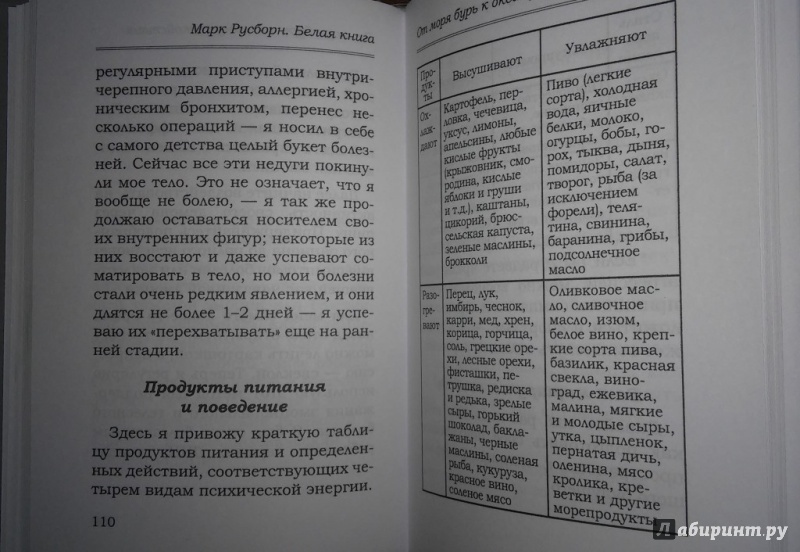 Марк Русборн. Белая книга
регулярными приступами внутри-
черепного давления, аллергией, хро-
ническим бронхитом, перенес не-
сколько операций — я носил в себе
с самого детства целый букет болез-
ней. Сейчас все эти недуги покину-
ли мое тело. Это не означает, что я
вообще не болею, — я так же про-
должаю оставаться носителем сво-
их внутренних фигур; некоторые из
них восстают и даже успевают со-
матировать в тело, но мои болезни
стали очень редким явлением, и они
длятся не более 1–2 дней — я успе-
ваю их «перехватывать» еще на ран-
ней стадии.
Продукты питания
и поведение
Здесь я привожу краткую табли-
цу продуктов питания и определен-
ных действий, соответствующих че-
тырем видам психической энергии.
110
От моря бурь к
Про-
дук-
ты
Высушивают
Увлажняют
Ох-
лаж-
дают
Картофель, пер-
ловка, чечевица,
уксус, лимоны,
апельсины, любые
кислые фрукты
(крыжовник, смо-
родина, кислые
яблоки и груши
и т.д.), каштаны,
цикорий, брюс-
сельская капуста,
зеленые маслины,
брокколи
Пиво (легкие
сорта), холодная
вода, яичные
белки, молоко,
огурцы, бобы, го-
рох, тыква, дыня,
помидоры, салат,
творог, рыба (за
исключением
форели), теля-
тина, свинина,
баранина, грибы,
подсолнечное
масло
Разо-
гре-
вают
Перец, лук,
имбирь, чеснок,
карри, мед, хрен,
корица, горчица,
соль, грецкие оре-
хи, лесные орехи,
фисташки, пе-
трушка, редиска
и редька, зрелые
сыры, горький
шоколад, бакла-
жаны, черные
маслины, соленая
рыба, кукуруза,
красное вино,
соленое мясо
Оливковое мас-
ло, сливочное
масло, изюм,
белое вино, креп-
кие сорта пива,
базилик, красная
свекла, вино-
град, ежевика,
малина, мягкие
и молодые сыры,
утка, цыпленок,
пернатая дичь,
оленина, мясо
кролика, кре-
ветки и другие
морепродукты
Лабиринт.ру